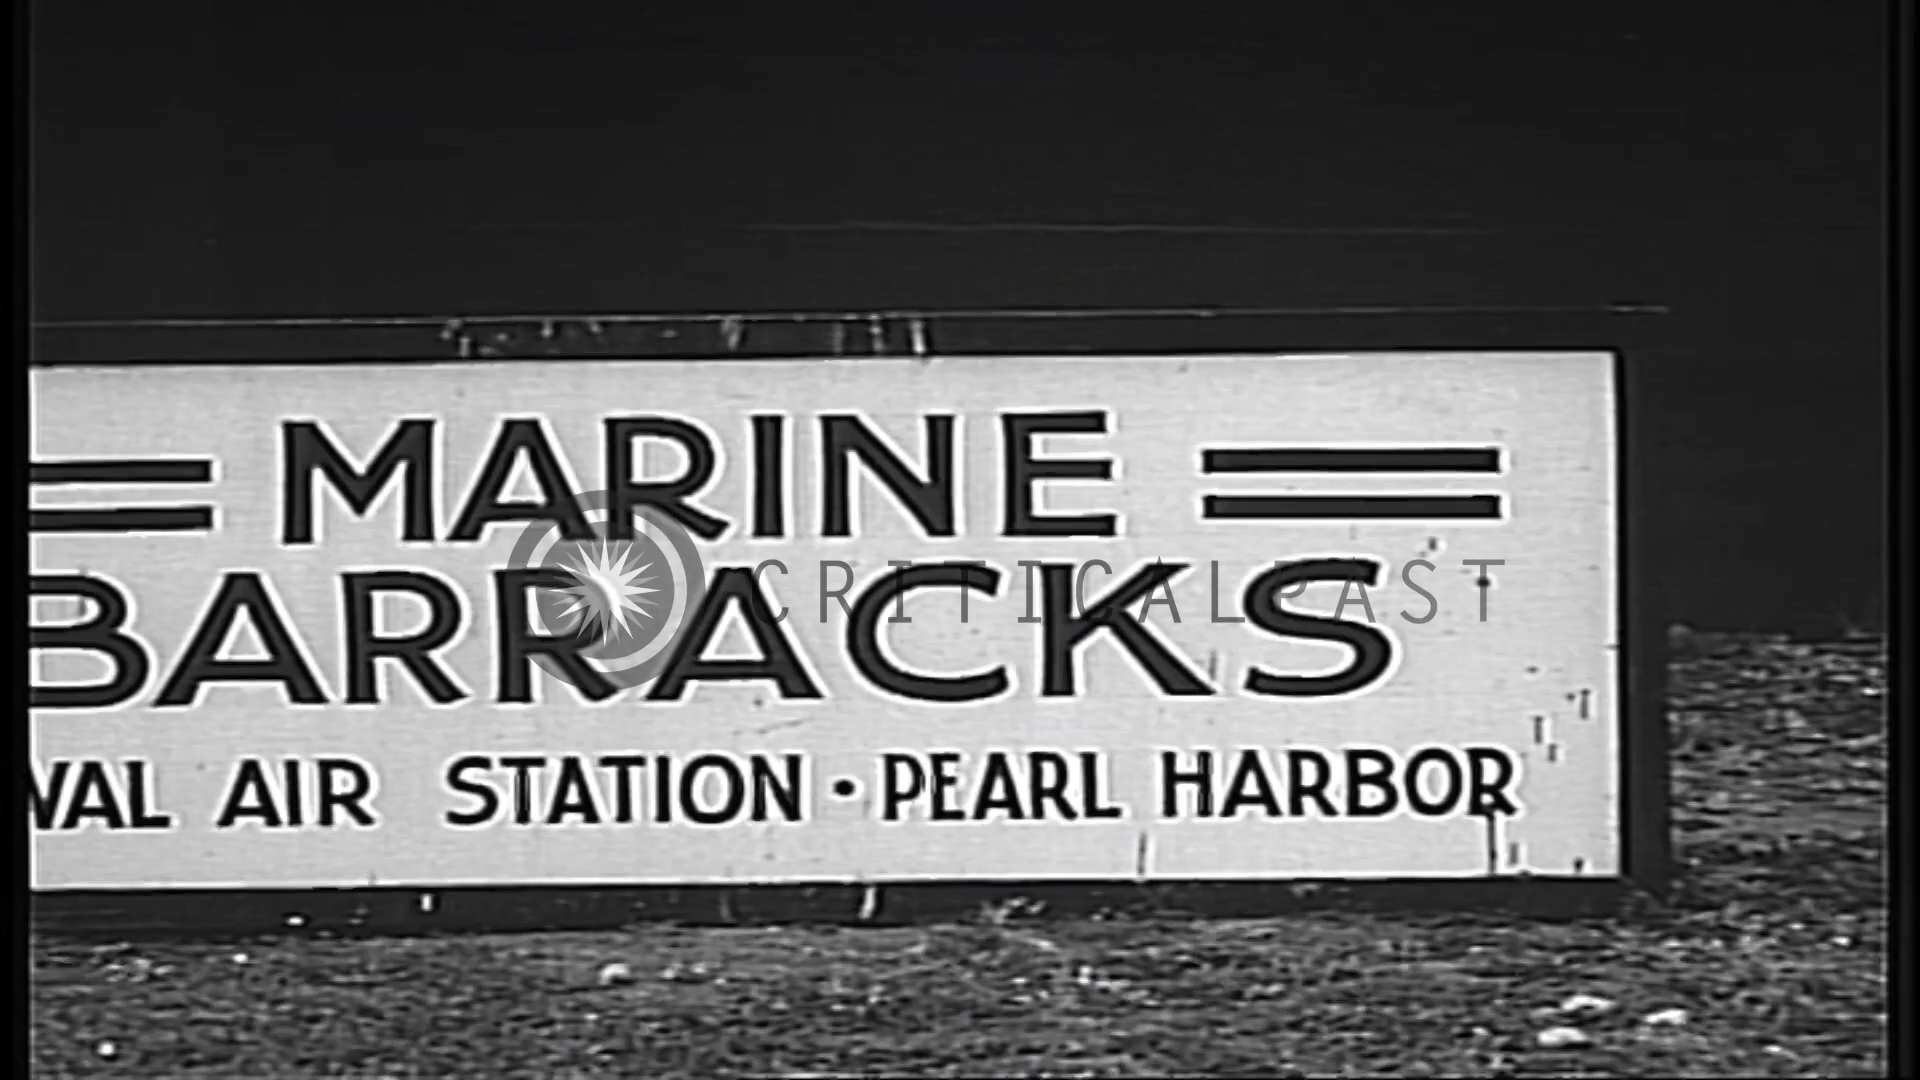 MARINE
BARRACKS
VAL AIR STATION · PEARL HARBOR
CRITICALPAST